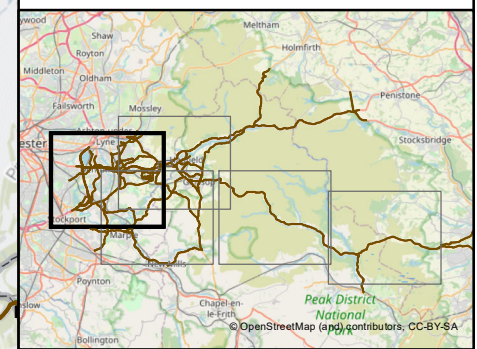 Meltham
Shaw
Holmfirth
Royton
Middleton
Oldham
Penistone
Failsworth
Mossley
Lyne
Stocksbridge
Stockport
Marple
Poynton
Chapel-en-
le-Frith
Peak District
National
Park
Bollington
© OpenStreetMap (and) contributors, CC-BY-SA